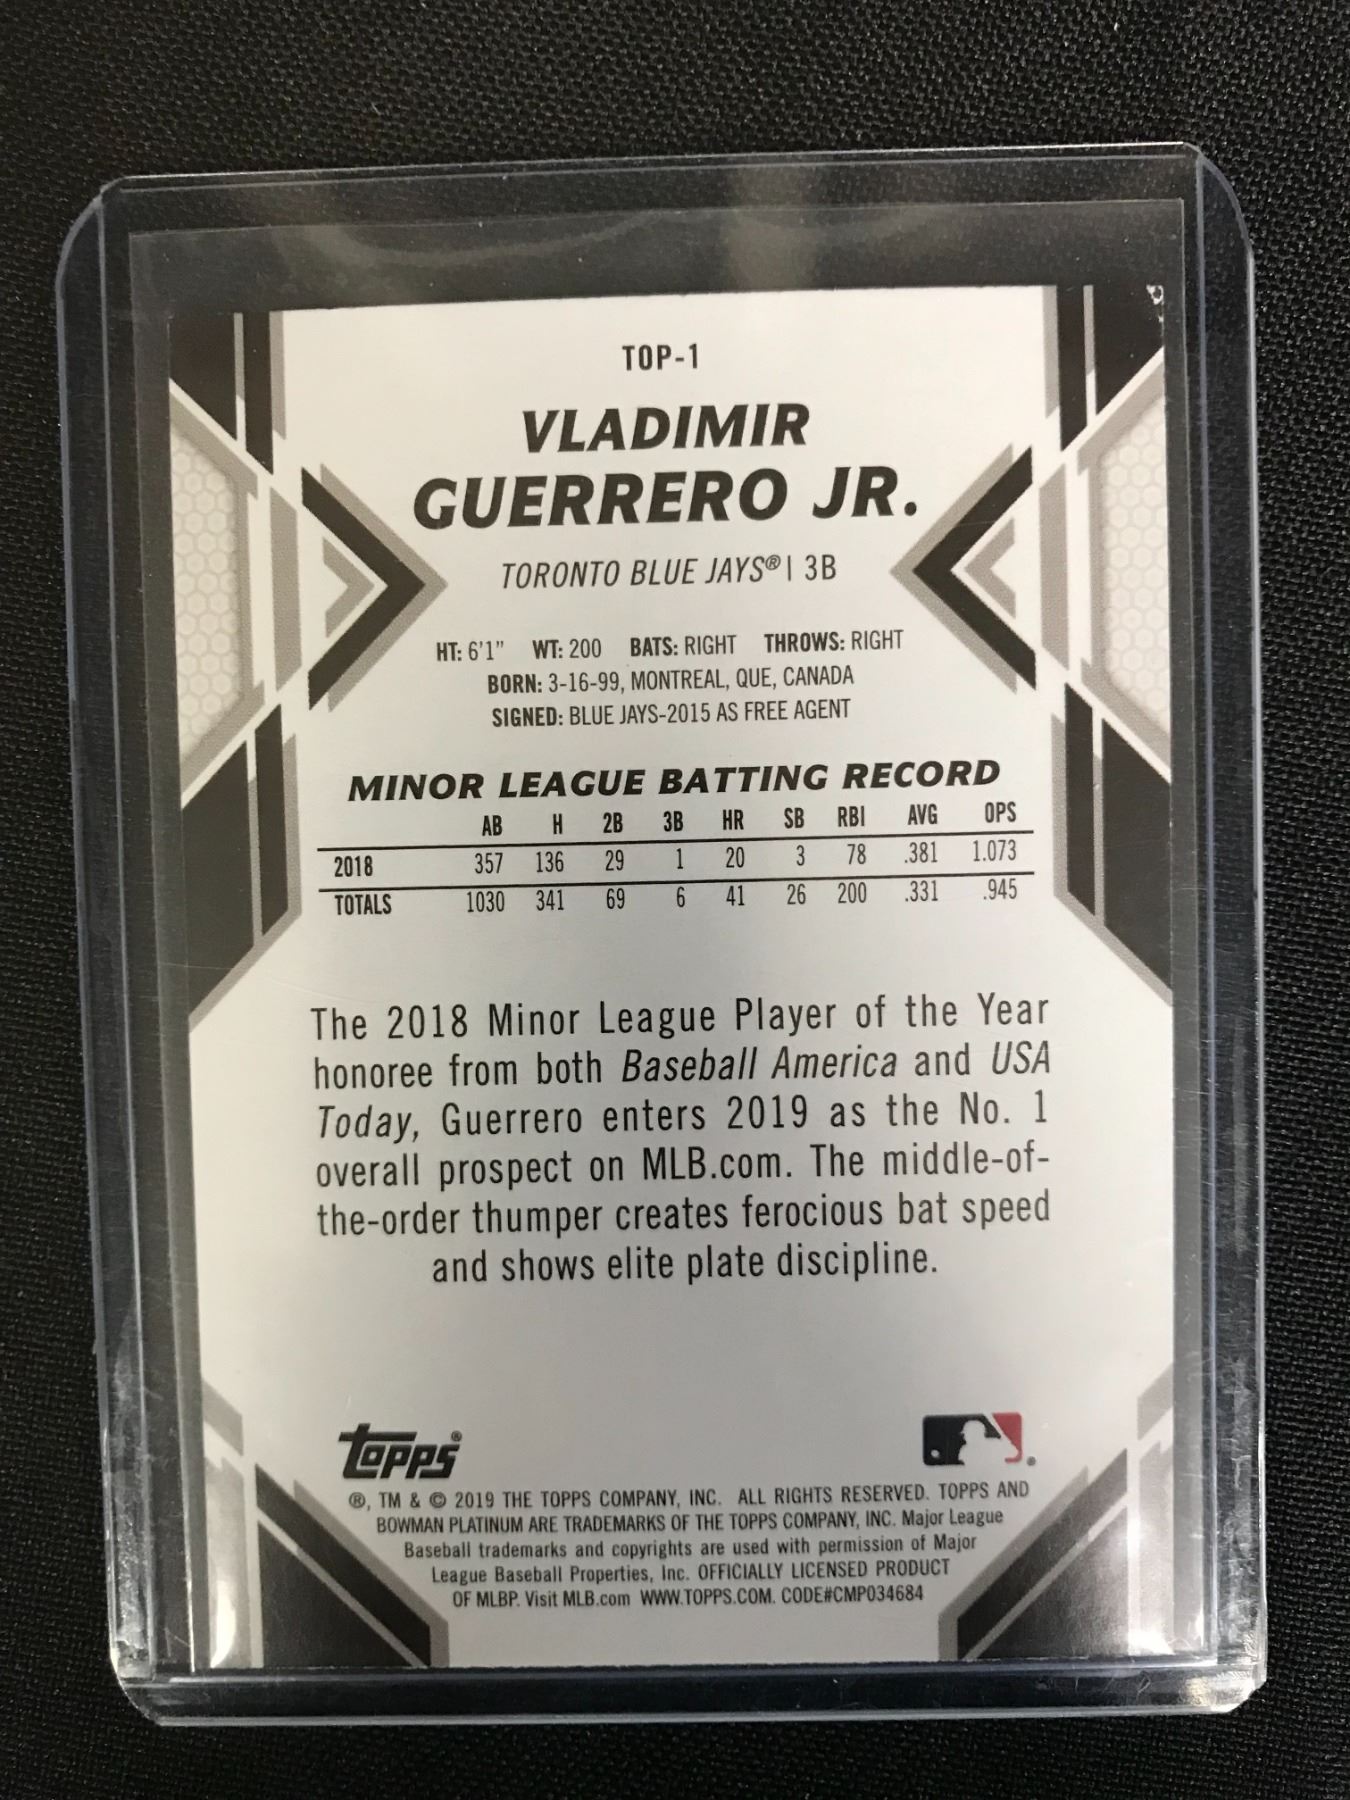 TOP-1
VLADIMIR
GUERRERO JR.
TORONTO BLUE JAYS® | 3B
HT: 6'1" WT: 200 BATS: RIGHT THROWS: RIGHT
BORN: 3-16-99, MONTREAL, QUE, CANADA
SIGNED: BLUE JAYS-2015 AS FREE AGENT
MINOR LEAGUE BATTING RECORD
AB H 2B 3B HR SB RBI AVG OPS
2018 357 136 29 1 20 3 78 .381 1.073
TOTALS 1030 341 69 6 41 26 200 .331 .945
The 2018 Minor League Player of the Year
honoree from both Baseball America and USA
Today, Guerrero enters 2019 as the No. 1
overall prospect on MLB.com. The middle-of-
the-order thumper creates ferocious bat speed
and shows elite plate discipline.
topps®
®, TM & © 2019 THE TOPPS COMPANY, INC. ALL RIGHTS RESERVED. TOPPS AND
BOWMAN PLATINUM ARE TRADEMARKS OF THE TOPPS COMPANY, INC. Major League
Baseball trademarks and copyrights are used with permission of Major
League Baseball Properties, Inc. OFFICIALLY LICENSED PRODUCT
OF MLBP. Visit MLB.com WWW.TOPPS.COM. CODE#CMP034684